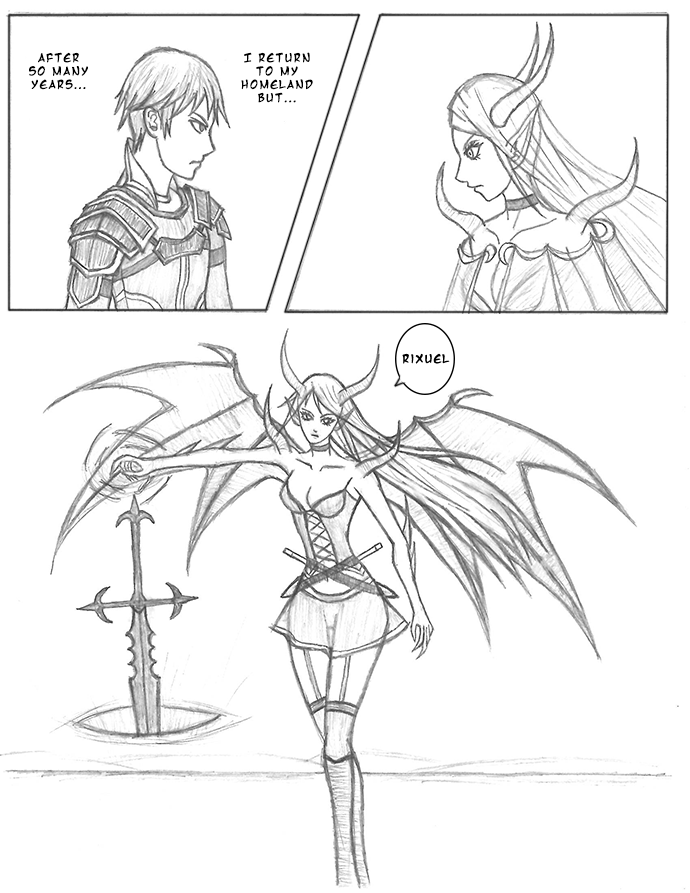 AFTER
SO MANY
YEARS...
I RETURN
TO MY
HOMELAND
BUT...
RIXUEL